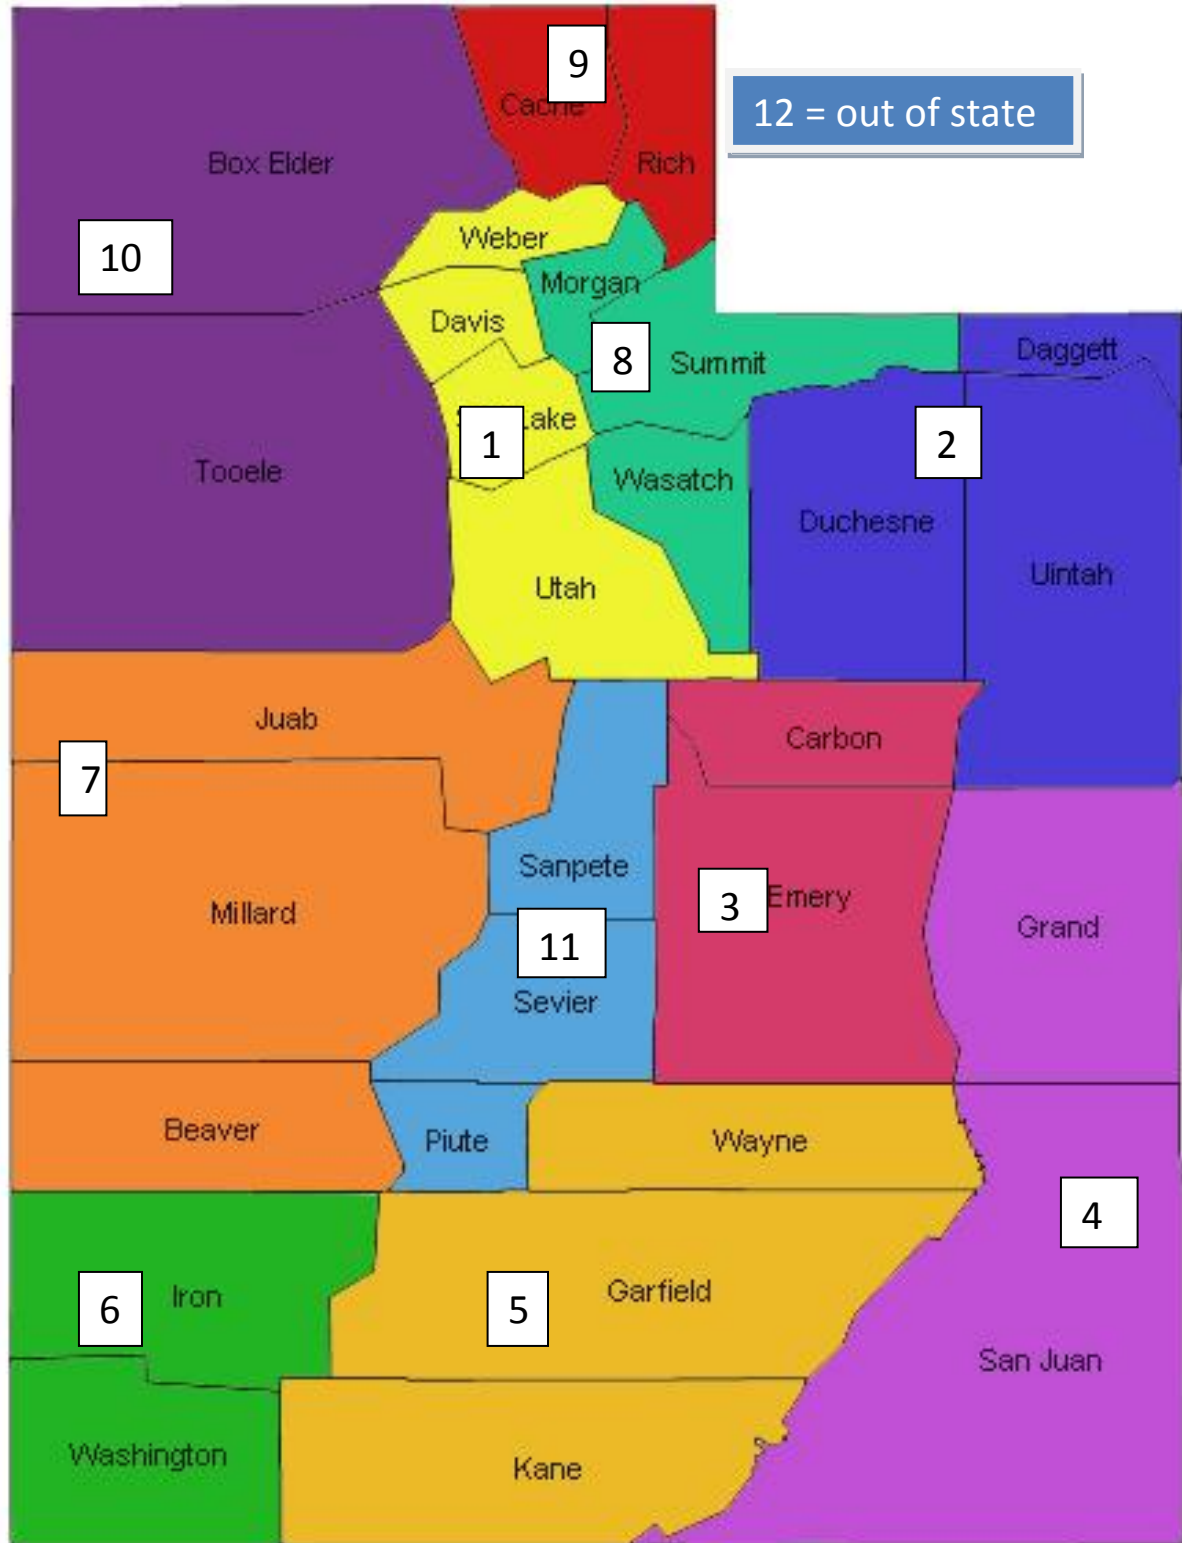 9
Cache
12 = out of state
Box Elder
Rich
10
Weber
Morgan
Davis
8
Summit
Daggett
1
Lake
2
Tooele
Wasatch
Duchesne
Utah
Uintah
Juab
Carbon
7
Sanpete
3
Emery
Millard
Grand
11
Sevier
Beaver
Piute
Wayne
4
6
Iron
5
Garfield
San Juan
Washington
Kane